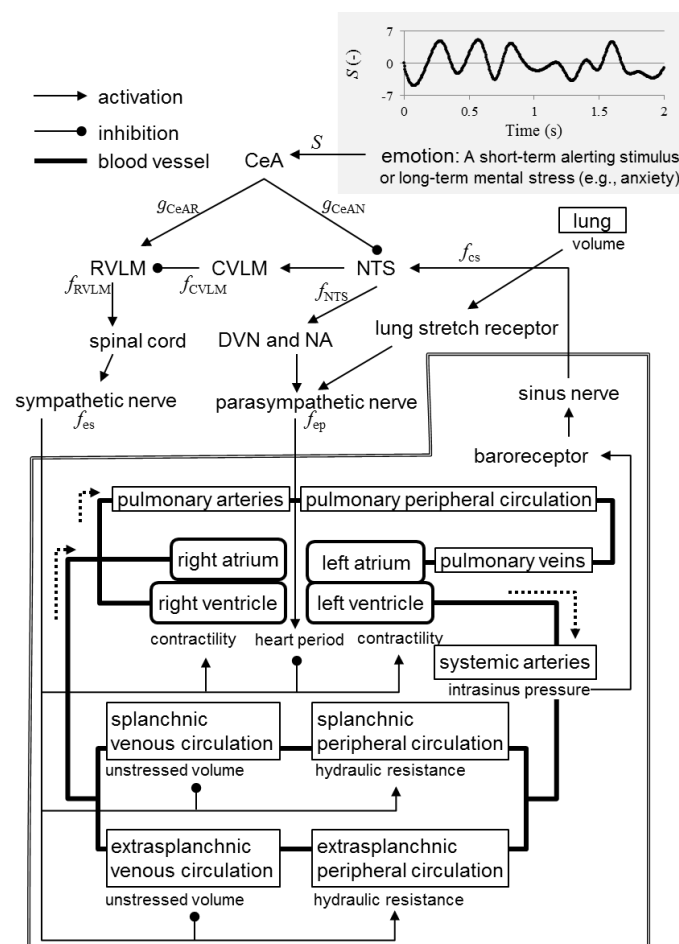 7
0
-7
S (-)
0
0.5
1
1.5
2
Time (s)
activation
inhibition
blood vessel
CeA
S
emotion: A short-term alerting stimulus
or long-term mental stress (e.g., anxiety)
gCeAR
gCeAN
lung
volume
RVLM
CVLM
NTS
fcs
fRVLM
fCVLM
fNTS
spinal cord
DVN and NA
lung stretch receptor
sympathetic nerve
fes
parasympathetic nerve
fep
sinus nerve
baroreceptor
pulmonary arteries
pulmonary peripheral circulation
right atrium
left atrium
pulmonary veins
right ventricle
left ventricle
contractility
heart period
contractility
systemic arteries
intrasinus pressure
splanchnic
venous circulation
unstressed volume
splanchnic
peripheral circulation
hydraulic resistance
extrasplanchnic
venous circulation
unstressed volume
extrasplanchnic
peripheral circulation
hydraulic resistance